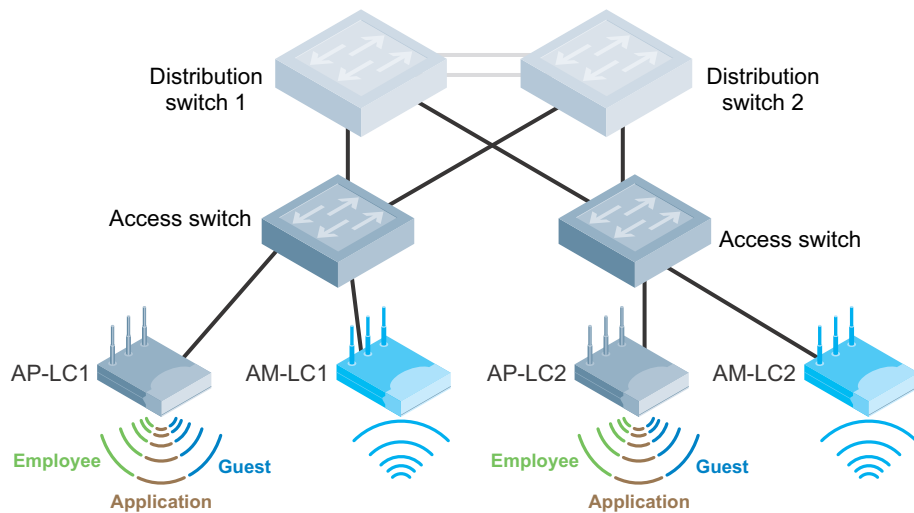 Distribution
switch 1
Distribution
switch 2
Access switch
Access switch
AP-LC1
AM-LC1
AP-LC2
AM-LC2
Employee
Guest
Application
Employee
Guest
Application